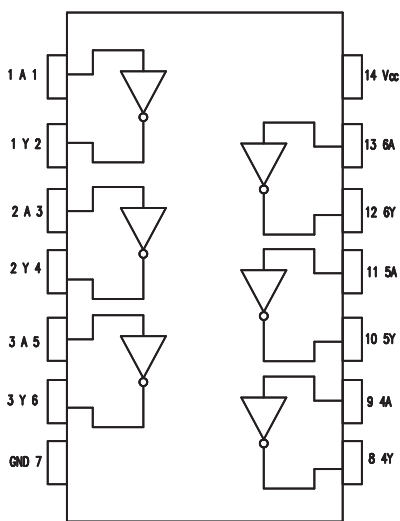 1 A 1
1 Y 2
2 A 3
2 Y 4
3 A 5
3 Y 6
GND 7
14 Vcc
13 6A
12 6Y
11 5A
10 5Y
9 4A
8 4Y